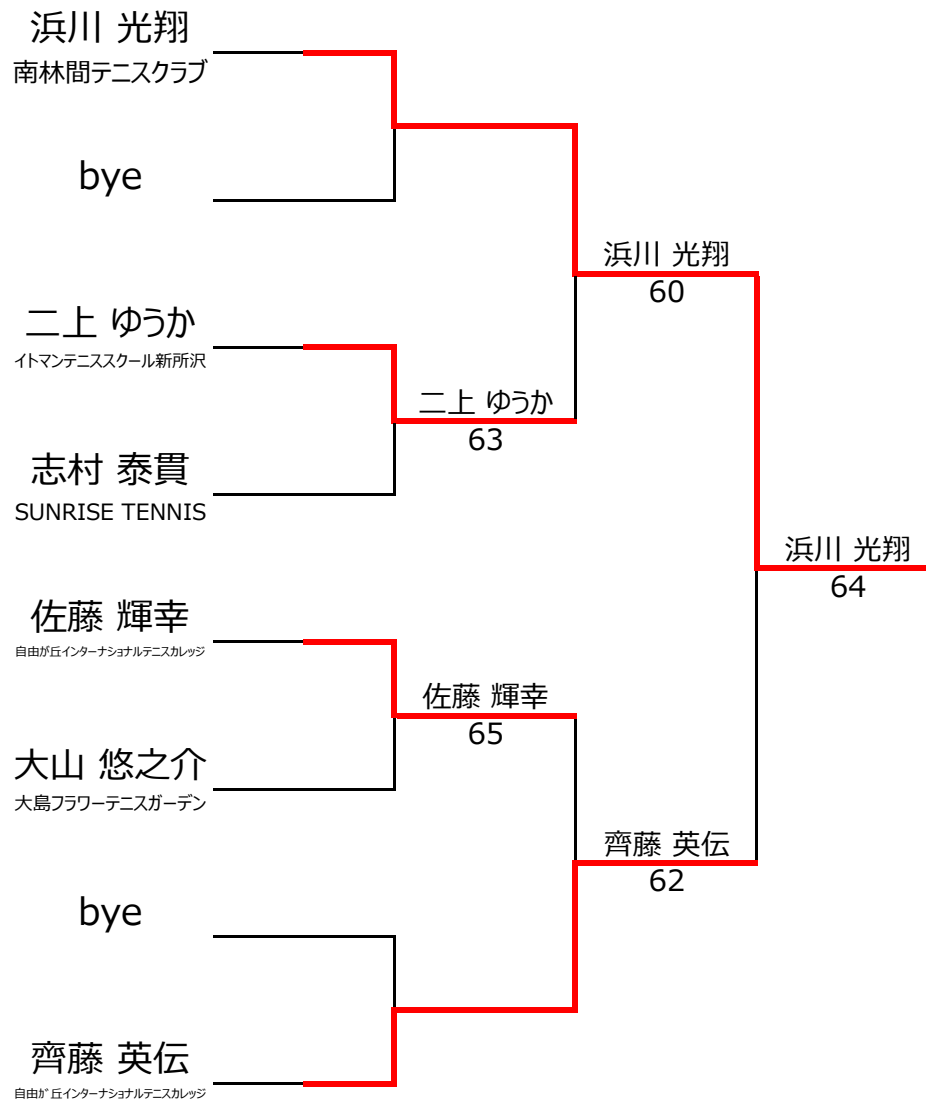 浜川 光翔
南林間テニスクラブ
bye
浜川 光翔
60
二上 ゆうか
イトマンテニススクール新所沢
二上 ゆうか
63
志村 泰貫
SUNRISE TENNIS
浜川 光翔
64
佐藤 輝幸
自由が丘インターナショナルテニスカレッジ
佐藤 輝幸
65
大山 悠之介
大島フラワーテニスガーデン
齊藤 英伝
62
bye
齊藤 英伝
自由が丘インターナショナルテニスカレッジ